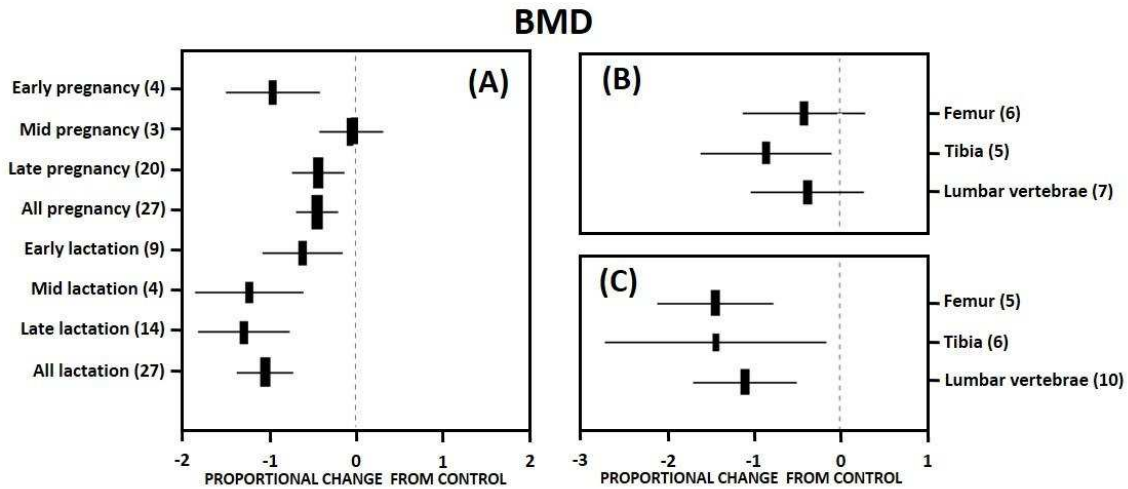 BMD
(A)
Early pregnancy (4)
Mid pregnancy (3)
Late pregnancy (20)
All pregnancy (27)
Early lactation (9)
Mid lactation (4)
Late lactation (14)
All lactation (27)
-2 -1 0 1 2
PROPORTIONAL CHANGE FROM CONTROL
(B)
Femur (6)
Tibia (5)
Lumbar vertebrae (7)
(C)
Femur (5)
Tibia (6)
Lumbar vertebrae (10)
-3 -2 -1 0 1
PROPORTIONAL CHANGE FROM CONTROL